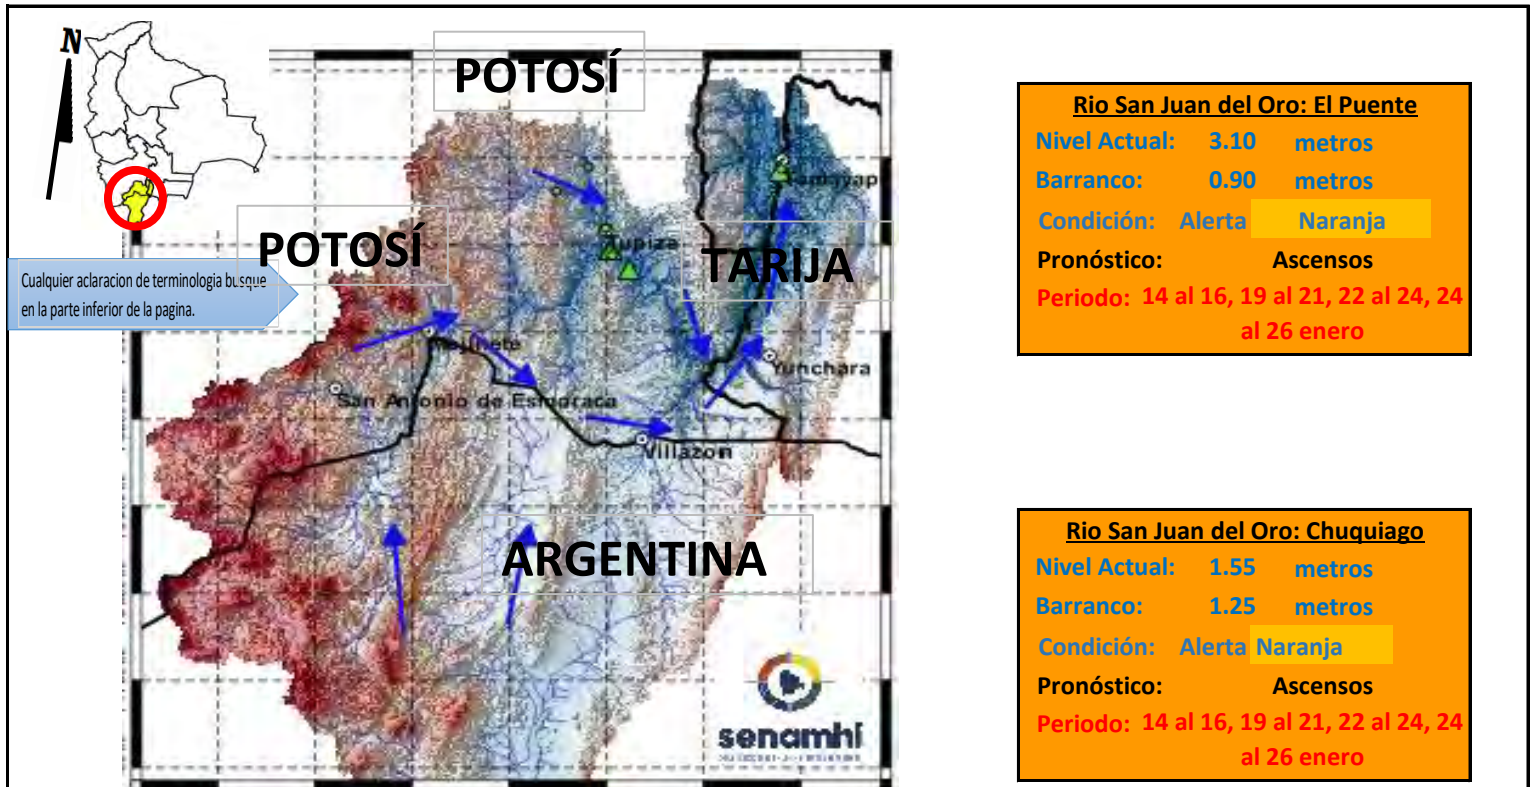 N
POTOSÍ
POTOSÍ
TARIJA
ARGENTINA
Cualquier aclaracion de terminologia busque
en la parte inferior de la pagina.
Tupiza
Yunchara
San Antonio de Esmoraca
Villazon
senamhi
Rio San Juan del Oro: El Puente
Nivel Actual: 3.10 metros
Barranco: 0.90 metros
Condición: Alerta Naranja
Pronóstico: Ascensos
Periodo: 14 al 16, 19 al 21, 22 al 24, 24
al 26 enero
Rio San Juan del Oro: Chuquiago
Nivel Actual: 1.55 metros
Barranco: 1.25 metros
Condición: Alerta Naranja
Pronóstico: Ascensos
Periodo: 14 al 16, 19 al 21, 22 al 24, 24
al 26 enero